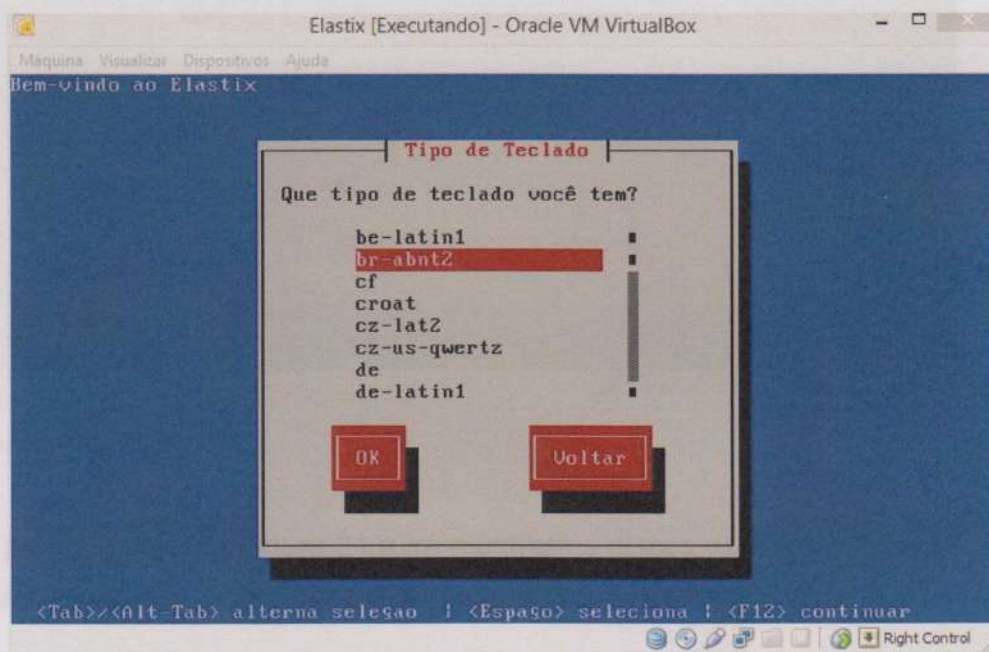 Elastix [Executando] - Oracle VM VirtualBox
Máquina Visualizar Dispositivos Ajuda
Bem-vindo ao Elastix
Tipo de Teclado
Que tipo de teclado você tem?
be-latin1
br-abnt2
cf
croat
cz-lat2
cz-us-qwertz
de
de-latin1
OK Voltar
<Tab>/<Alt-Tab> alterna seleçao | <Espaço> seleciona | <F12> continuar
Right Control